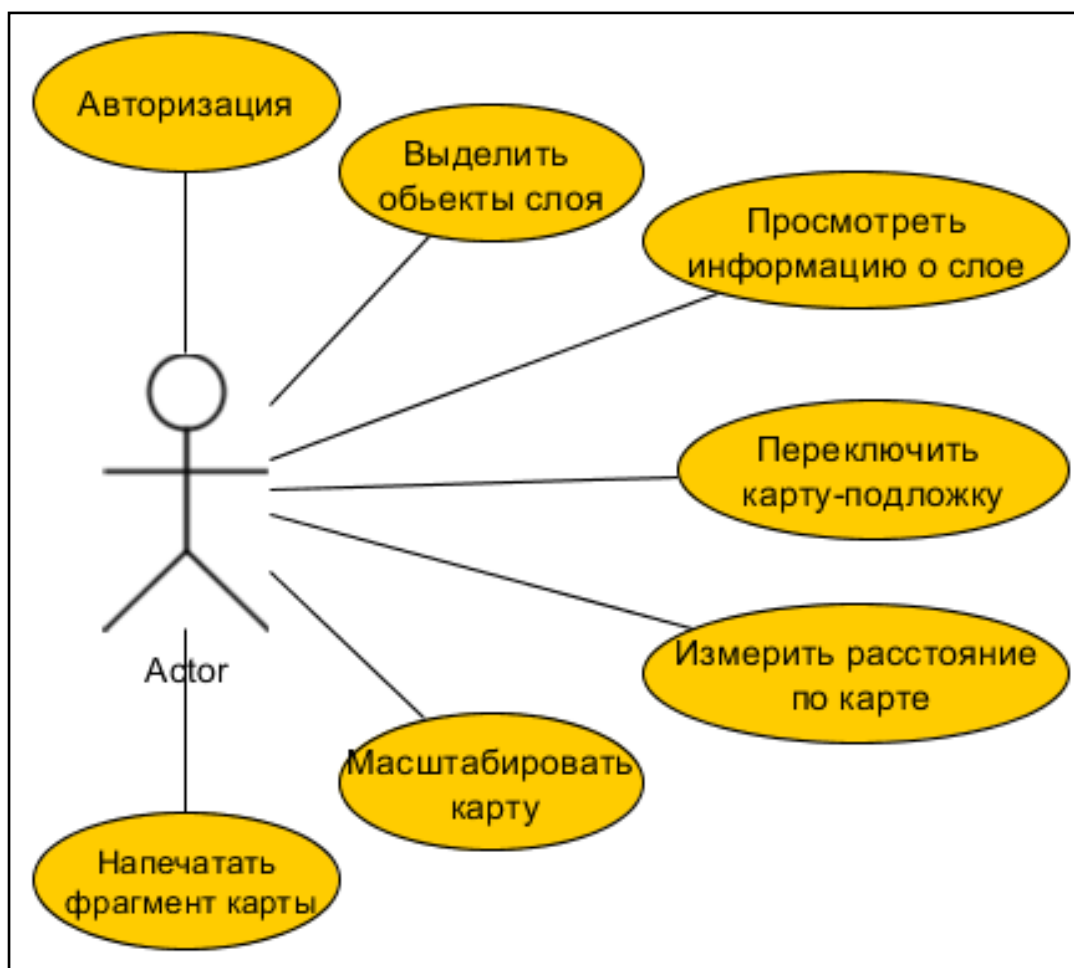 Авторизация
Выделить
обьекты слоя
Просмотреть
информацию о слое
Переключить
карту-подложку
Измерить расстояние
по карте
Actor
Масштабировать
карту
Напечатать
фрагмент карты